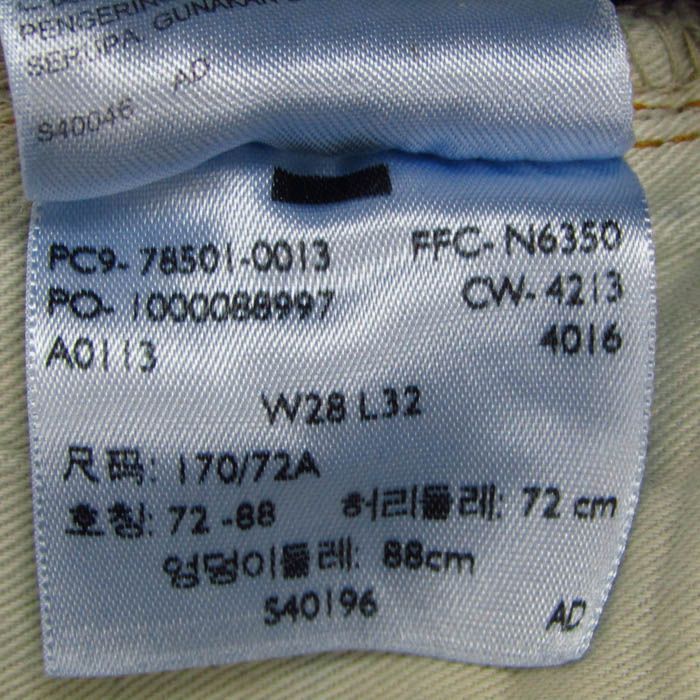 PENGERING
SERUPA. GUNAKAN
S40046 AD
PC9- 78501-0013 FFC- N6350
PO- 1000088997 CW- 4213
A0113 4016
W28 L32
尺码: 170/72A
호칭: 72 -88 허리둘레: 72 cm
엉덩이둘레: 88cm
S40196 AD